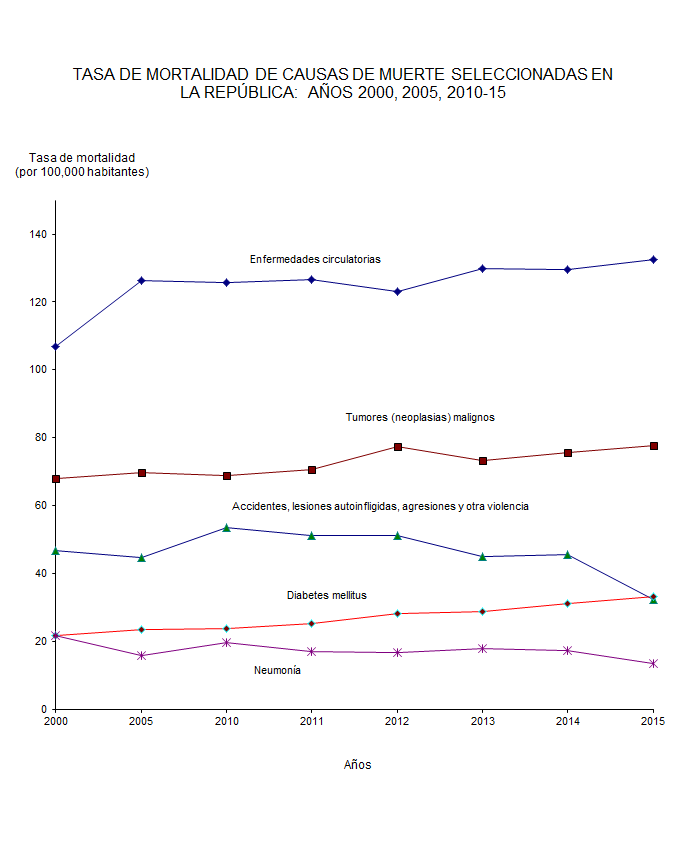 TASA DE MORTALIDAD DE CAUSAS DE MUERTE SELECCIONADAS EN
LA REPÚBLICA:  AÑOS 2000, 2005, 2010-15
Tasa de mortalidad
(por 100,000 habitantes)
140
Enfermedades circulatorias
120
100
Tumores (neoplasias) malignos
80
60
Accidentes, lesiones autoinfligidas, agresiones y otra violencia
40
Diabetes mellitus
20
Neumonía
0
2000 2005 2010 2011 2012 2013 2014 2015
Años